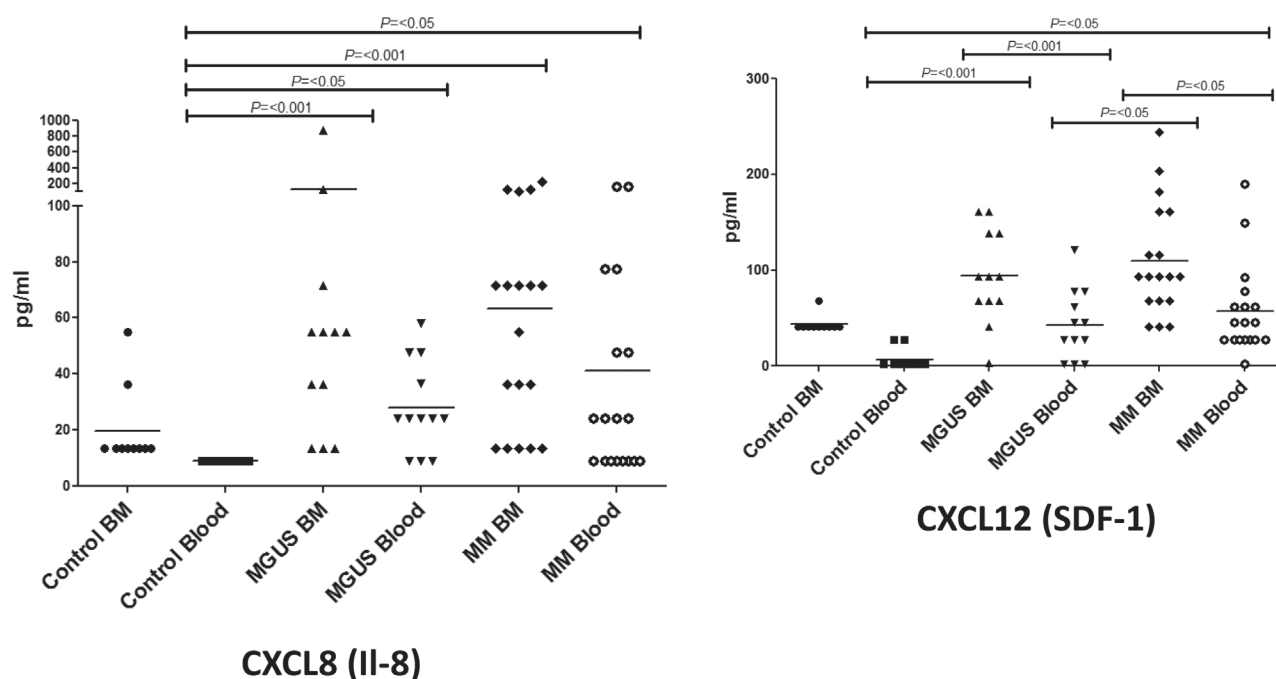 P=<0.05
P=<0.001
P=<0.05
P=<0.001
1000
800
600
400
200
100
80
60
40
20
0
pg/ml
Control BM
Control Blood
MGUS BM
MGUS Blood
MM BM
MM Blood
CXCL8 (Il-8)
P=<0.05
P=<0.001
P=<0.001
P=<0.05
P=<0.05
300
200
100
0
pg/ml
Control BM
Control Blood
MGUS BM
MGUS Blood
MM BM
MM Blood
CXCL12 (SDF-1)